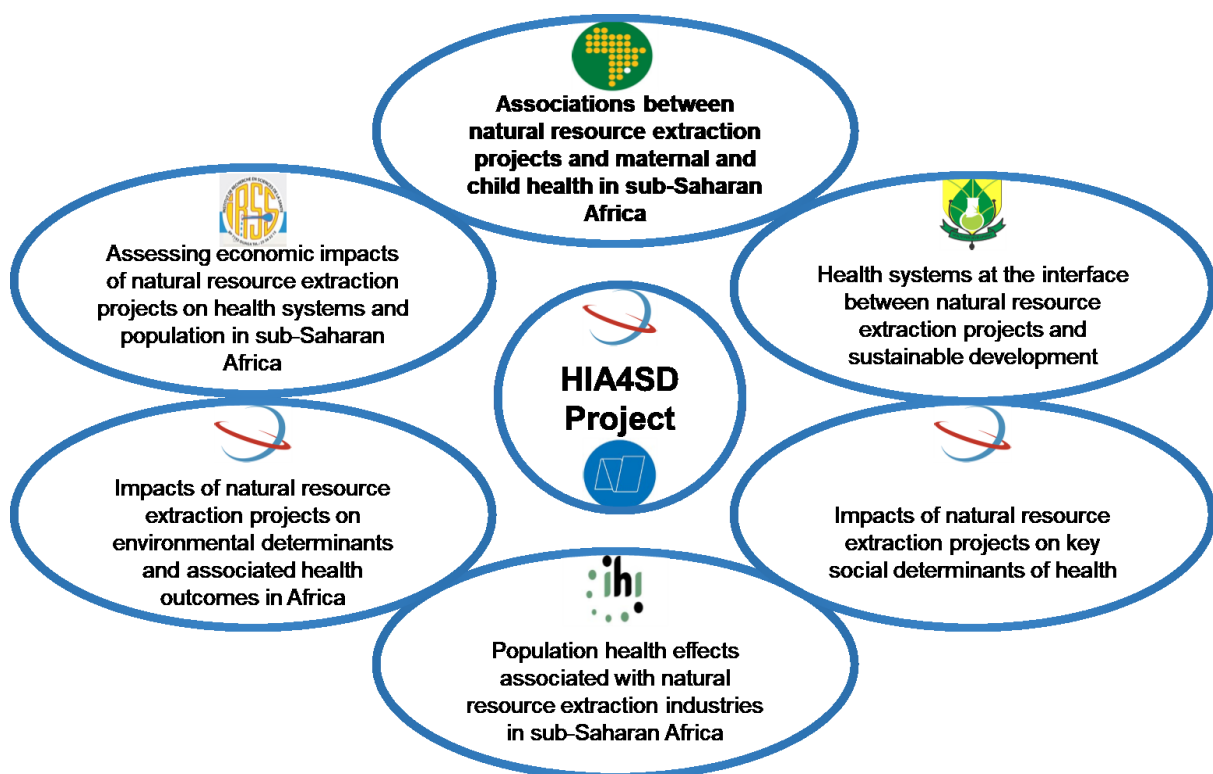 Associations between
natural resource extraction
projects and maternal and
child health in sub-Saharan
Africa
IRSS
Assessing economic impacts
of natural resource extraction
projects on health systems and
population in sub-Saharan
Africa
Health systems at the interface
between natural resource
extraction projects and
sustainable development
HIA4SD
Project
Impacts of natural resource
extraction projects on
environmental determinants
and associated health
outcomes in Africa
Impacts of natural resource
extraction projects on key
social determinants of health
ihi
Population health effects
associated with natural
resource extraction industries
in sub-Saharan Africa